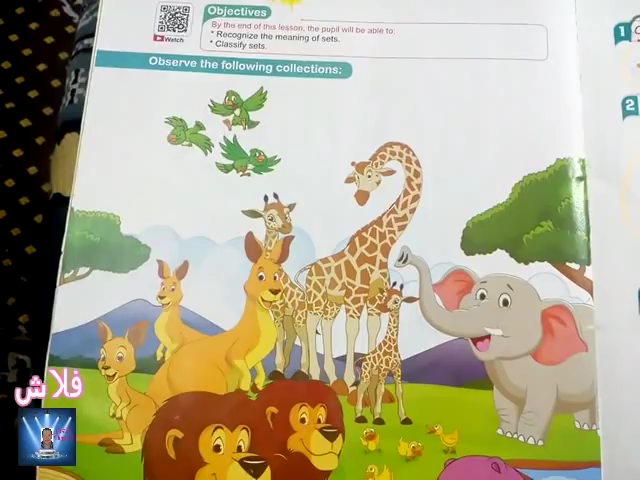 Objectives
By the end of this lesson, the pupil will be able to:
* Recognize the meaning of sets.
* Classify sets.
Watch
Observe the following collections:
1
2
فلاش